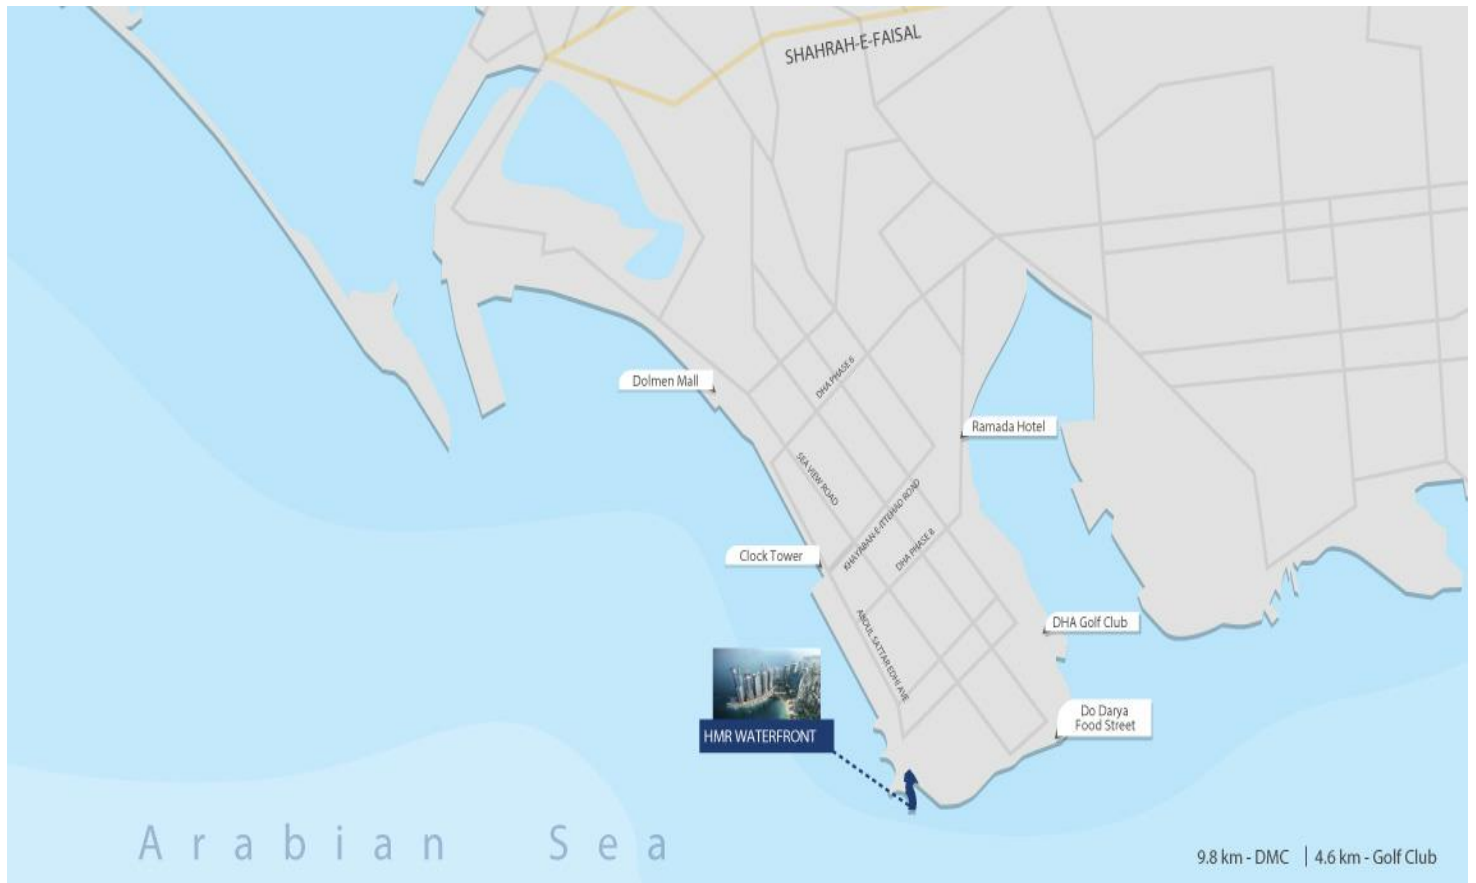 SHAHRAH-E-FAISAL
Dolmen Mall
DHA PHASE 6
Ramada Hotel
SEA VIEW ROAD
KHAYABAN-E-ITTEHAD ROAD
DHA PHASE 8
Clock Tower
DHA Golf Club
ABDUL SATTAR EDHI AVE
Do Darya
Food Street
HMR WATERFRONT
Arabian Sea
9.8 km - DMC | 4.6 km - Golf Club